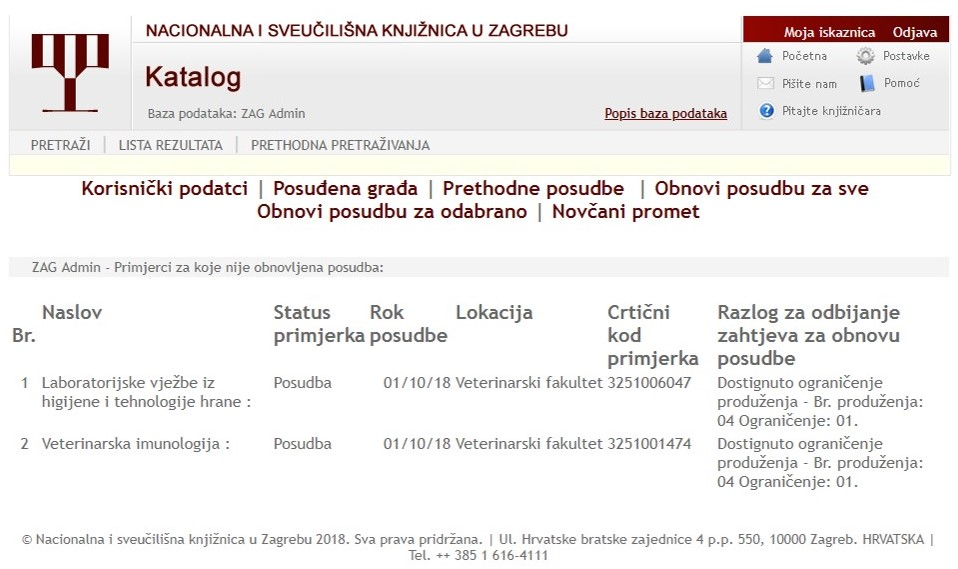 NACIONALNA I SVEUČILIŠNA KNJIŽNICA U ZAGREBU
Katalog
Baza podataka: ZAG Admin
Popis baza podataka
Moja iskaznica Odjava
Početna Postavke
Pišite nam Pomoć
Pitajte knjižničara
PRETRAŽI | LISTA REZULTATA | PRETHODNA PRETRAŽIVANJA
Korisnički podatci | Posuđena građa | Prethodne posudbe | Obnovi posudbu za sve
Obnovi posudbu za odabrano | Novčani promet
ZAG Admin - Primjerci za koje nije obnovljena posudba:
Naslov Status Rok Lokacija Crtični Razlog za odbijanje
Br. primjerka posudbe kod zahtjeva za obnovu
primjerka posudbe
1 Laboratorijske vježbe iz Posudba 01/10/18 Veterinarski fakultet 3251006047 Dostignuto ograničenje
higijene i tehnologije hrane : produženja - Br. produženja:
04 Ograničenje: 01.
2 Veterinarska imunologija : Posudba 01/10/18 Veterinarski fakultet 3251001474 Dostignuto ograničenje
produženja - Br. produženja:
04 Ograničenje: 01.
© Nacionalna i sveučilišna knjižnica u Zagrebu 2018. Sva prava pridržana. | Ul. Hrvatske bratske zajednice 4 p.p. 550, 10000 Zagreb. HRVATSKA |
Tel. ++ 385 1 616-4111